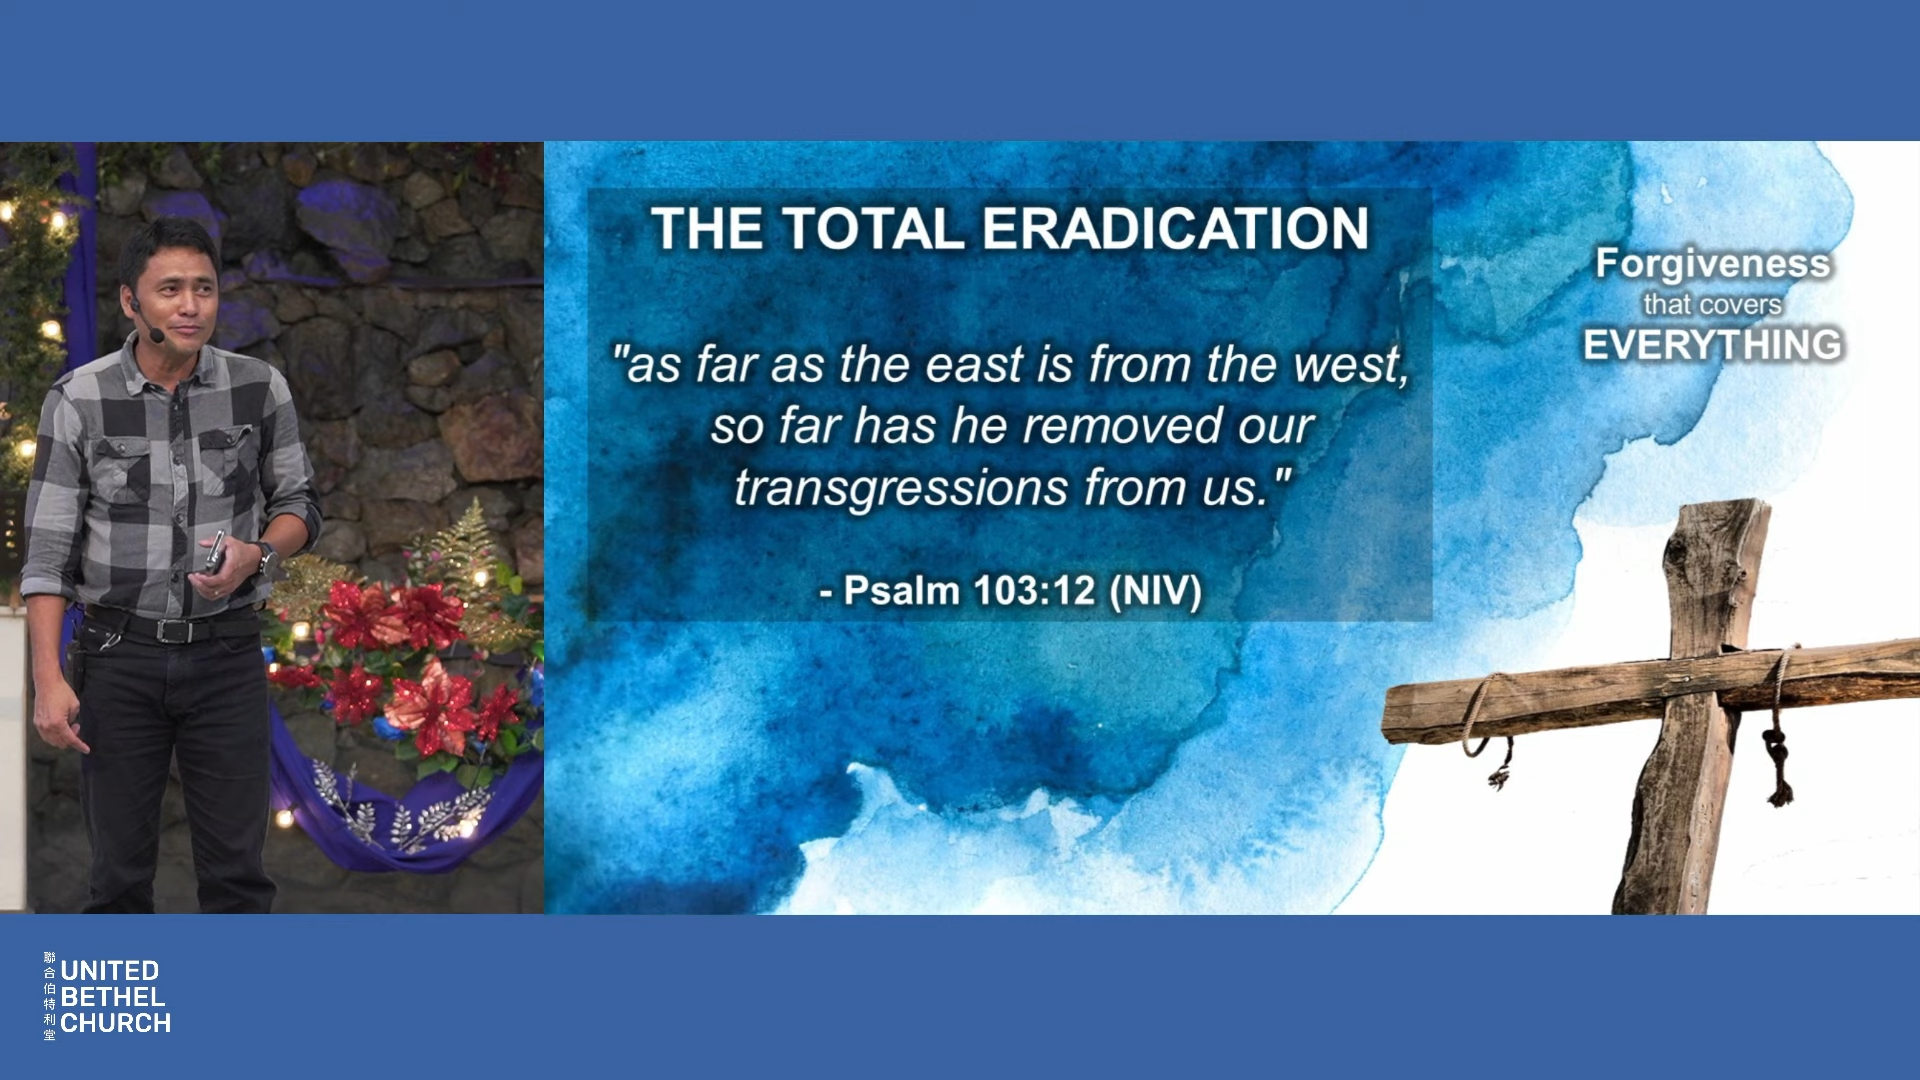 THE TOTAL ERADICATION
"as far as the east is from the west,
so far has he removed our
transgressions from us."
- Psalm 103:12 (NIV)
Forgiveness
that covers
EVERYTHING
聯合伯特利堂
UNITED
BETHEL
CHURCH